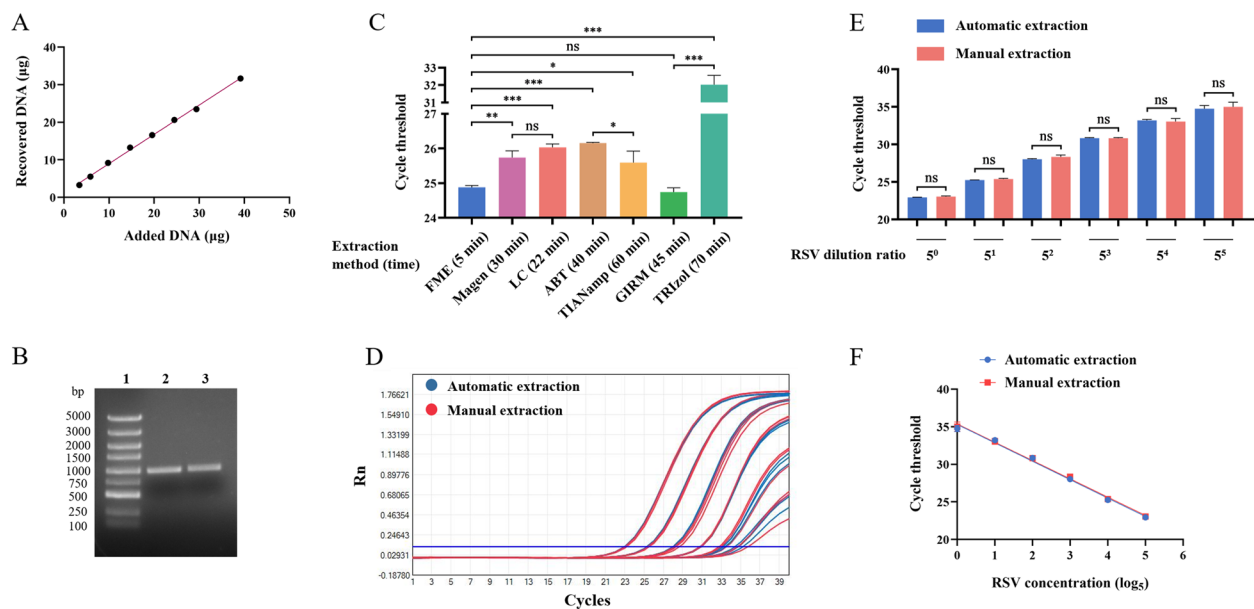 A
Recovered DNA (μg)
40
30
20
10
0
0 10 20 30 40 50
Added DNA (μg)
B
bp
1 2 3
5000
3000
2000
1500
1000
750
500
250
100
C
***
ns
*** 
*
***
***
** ns *
Cycle threshold
33
32
31
27
26
25
24
Extraction
method (time)
FME (5 min)
Magen (30 min)
LC (22 min)
ABT (40 min)
TIANamp (60 min)
GIRM (45 min)
TRIzol (70 min)
D
Automatic extraction
Manual extraction
Rn
1.76621
1.54910
1.33199
1.11488
0.89776
0.68065
0.46354
0.24643
0.02931
-0.18780
1 3 5 7 9 11 13 15 17 19 21 23 25 27 29 31 33 35 37 39
Cycles
E
Automatic extraction
Manual extraction
Cycle threshold
40
35
30
25
20
ns ns ns ns ns ns
RSV dilution ratio 5⁰ 5¹ 5² 5³ 5⁴ 5⁵
F
Automatic extraction
Manual extraction
Cycle threshold
40
35
30
25
20
0 1 2 3 4 5 6
RSV concentration (log₅)